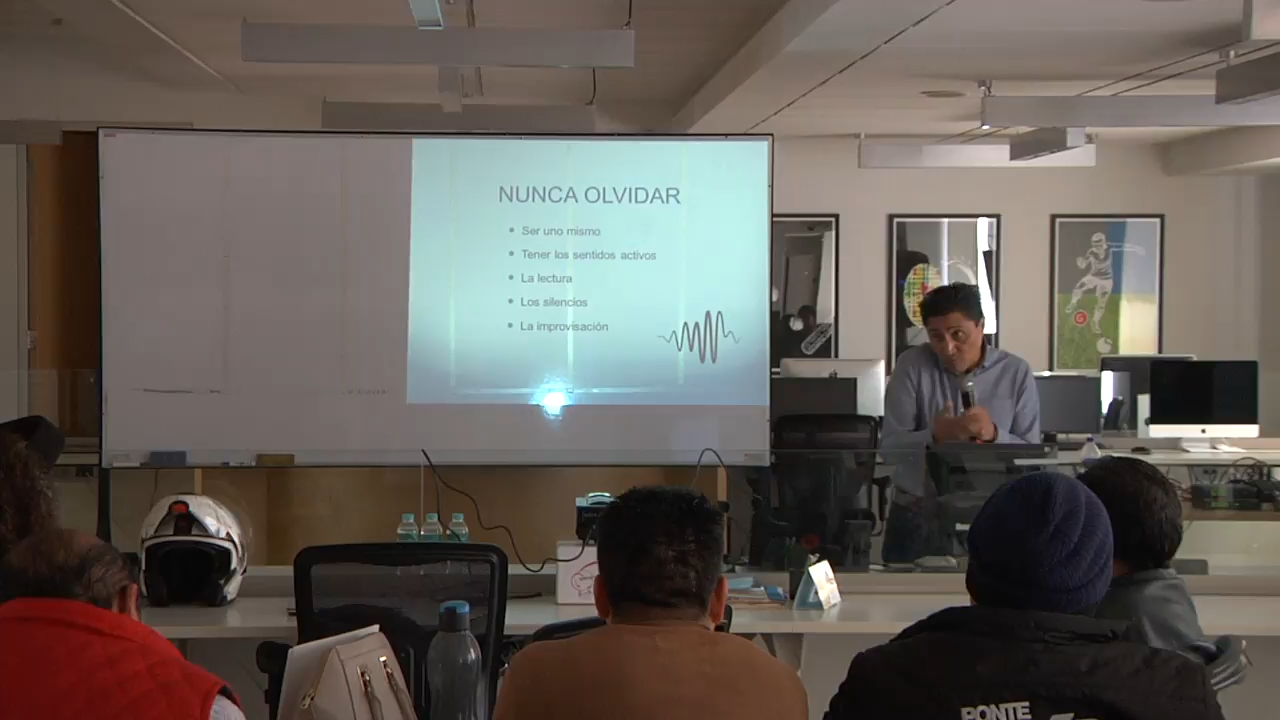 NUNCA OLVIDAR
• Ser uno mismo
• Tener los sentidos activos
• La lectura
• Los silencios
• La improvisación
G
PONTE